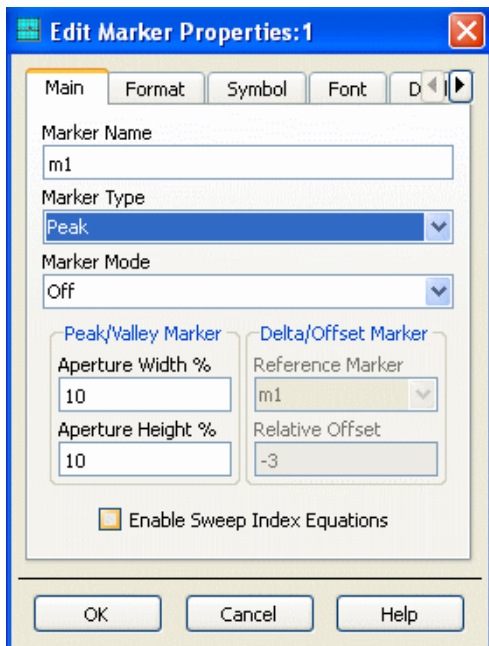 Edit Marker Properties:1
Main Format Symbol Font
Marker Name
m1
Marker Type
Peak
Marker Mode
Off
Peak/Valley Marker
Aperture Width %
10
Aperture Height %
10
Delta/Offset Marker
Reference Marker
m1
Relative Offset
-3
Enable Sweep Index Equations
OK Cancel Help